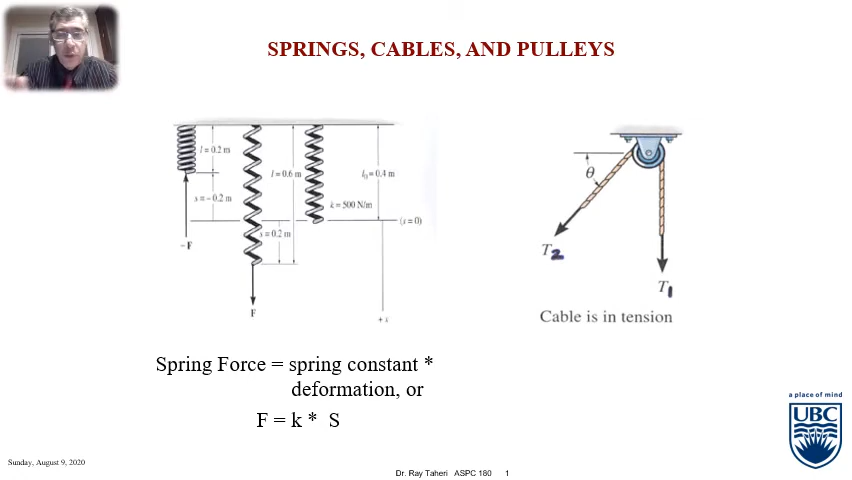 SPRINGS, CABLES, AND PULLEYS
l = 0.2 m
s = – 0.2 m
– F
l = 0.6 m
s = 0.2 m
F
l₀ = 0.4 m
k = 500 N/m
(s = 0)
+ s
θ
T2
T1
Cable is in tension
Spring Force = spring constant *
deformation, or
F = k * S
a place of mind
UBC
Sunday, August 9, 2020
Dr. Ray Taheri ASPC 180 1